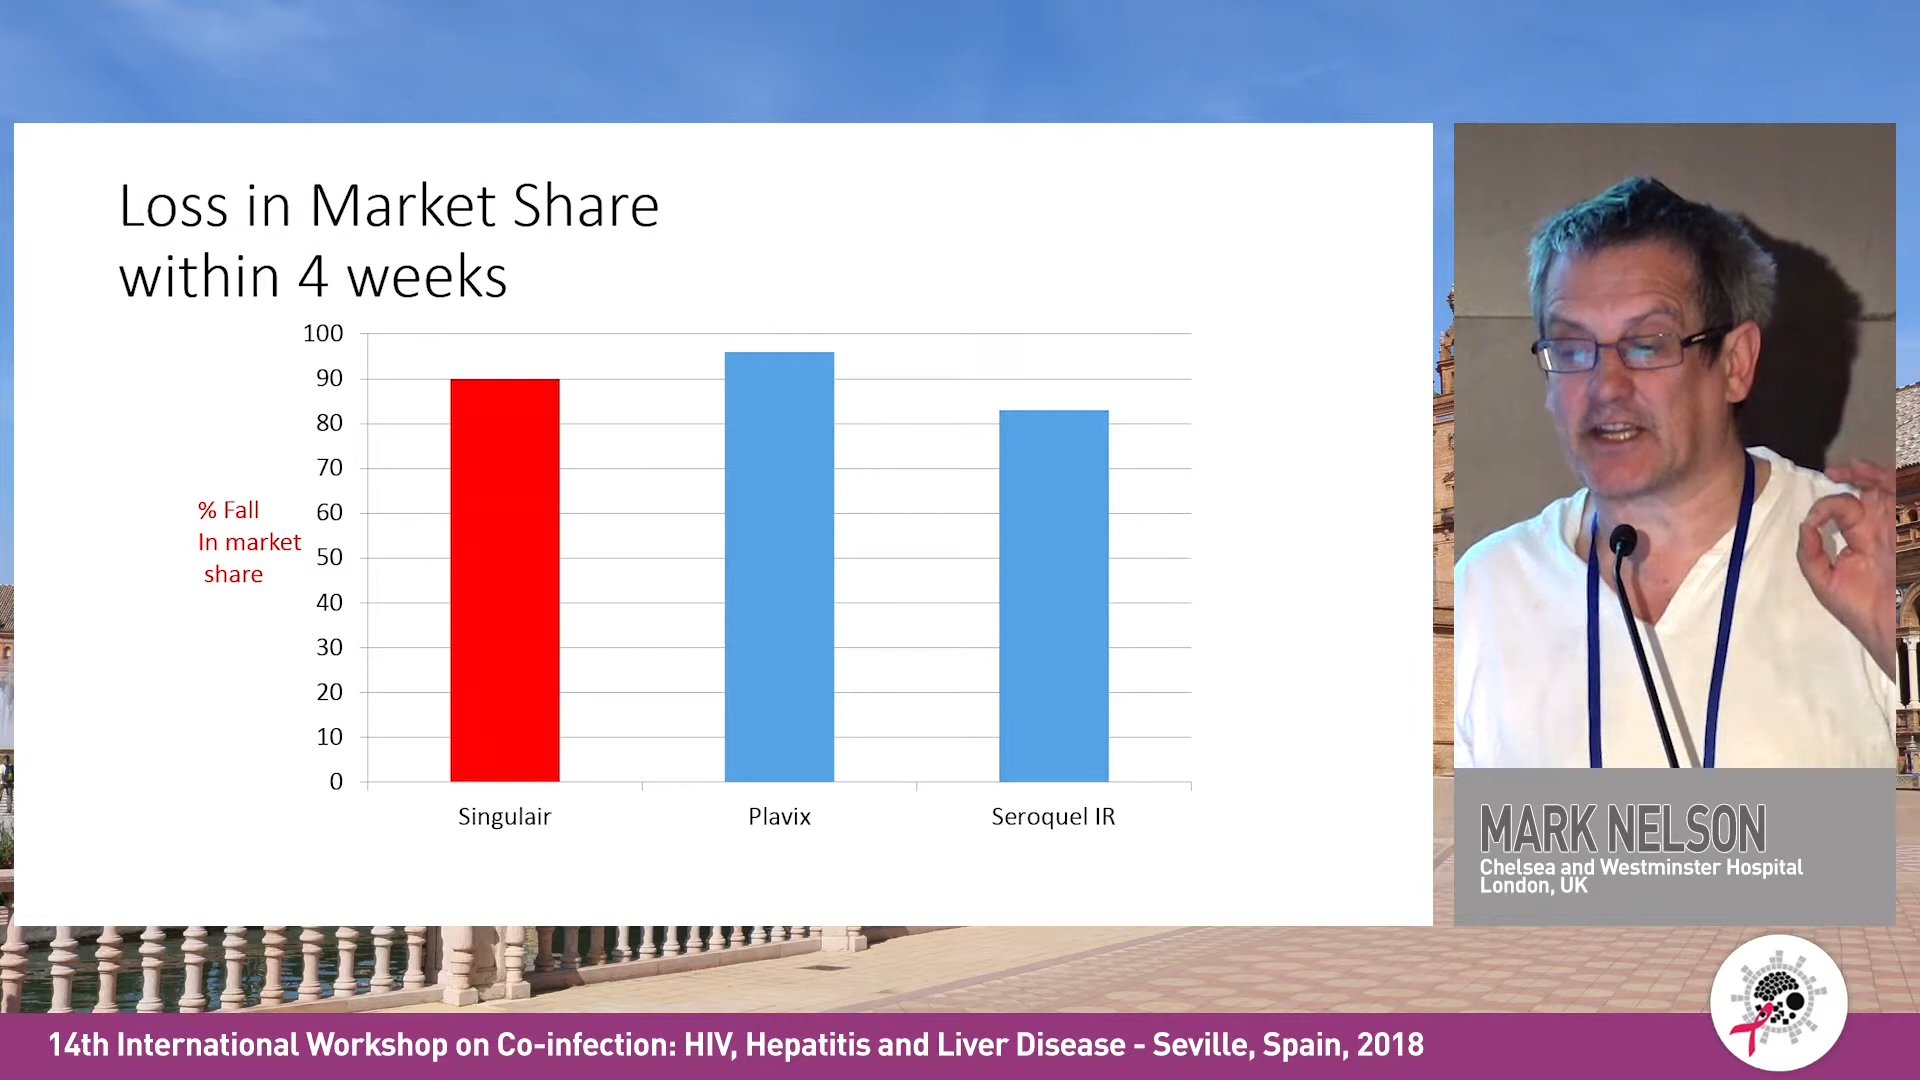 Loss in Market Share
within 4 weeks
100
90
80
70
60
50
40
30
20
10
0
% Fall
In market
share
Singulair
Plavix
Seroquel IR
MARK NELSON
Chelsea and Westminster Hospital
London, UK
14th International Workshop on Co-infection: HIV, Hepatitis and Liver Disease - Seville, Spain, 2018